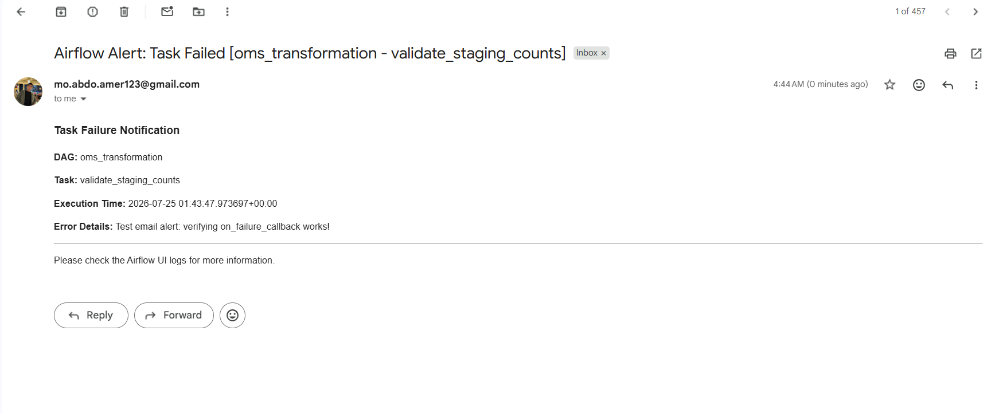 1 of 457
Airflow Alert: Task Failed [oms_transformation - validate_staging_counts] Inbox ×
mo.abdo.amer123@gmail.com 4:44 AM (0 minutes ago)
to me
Task Failure Notification
DAG: oms_transformation
Task: validate_staging_counts
Execution Time: 2026-07-25 01:43:47.973697+00:00
Error Details: Test email alert: verifying on_failure_callback works!
Please check the Airflow UI logs for more information.
Reply Forward